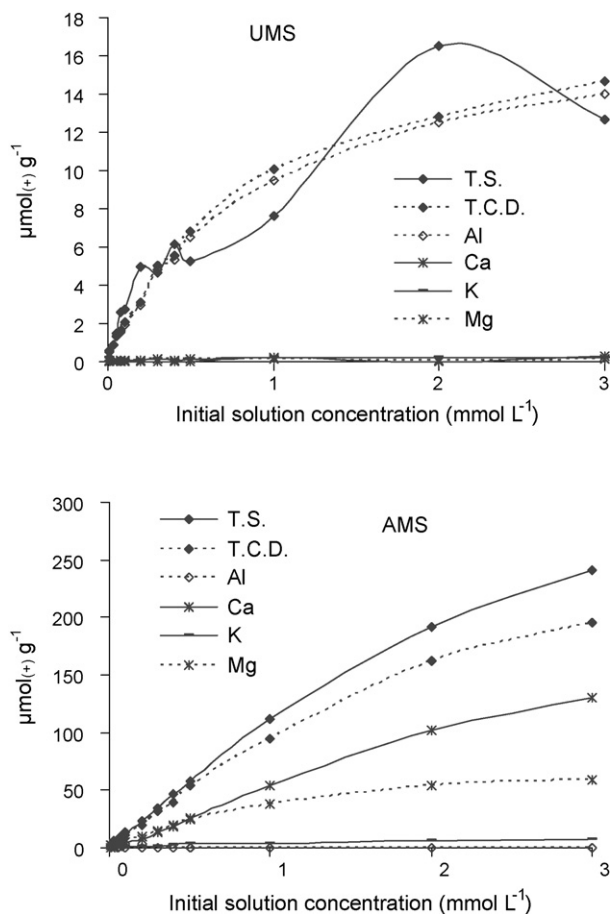 UMS
18
16
14
12
10
8
6
4
2
0
µmol(+) g-1
T.S.
T.C.D.
Al
Ca
K
Mg
0 1 2 3
Initial solution concentration (mmol L-1)
AMS
300
250
200
150
100
50
0
µmol(+) g-1
T.S.
T.C.D.
Al
Ca
K
Mg
0 1 2 3
Initial solution concentration (mmol L-1)